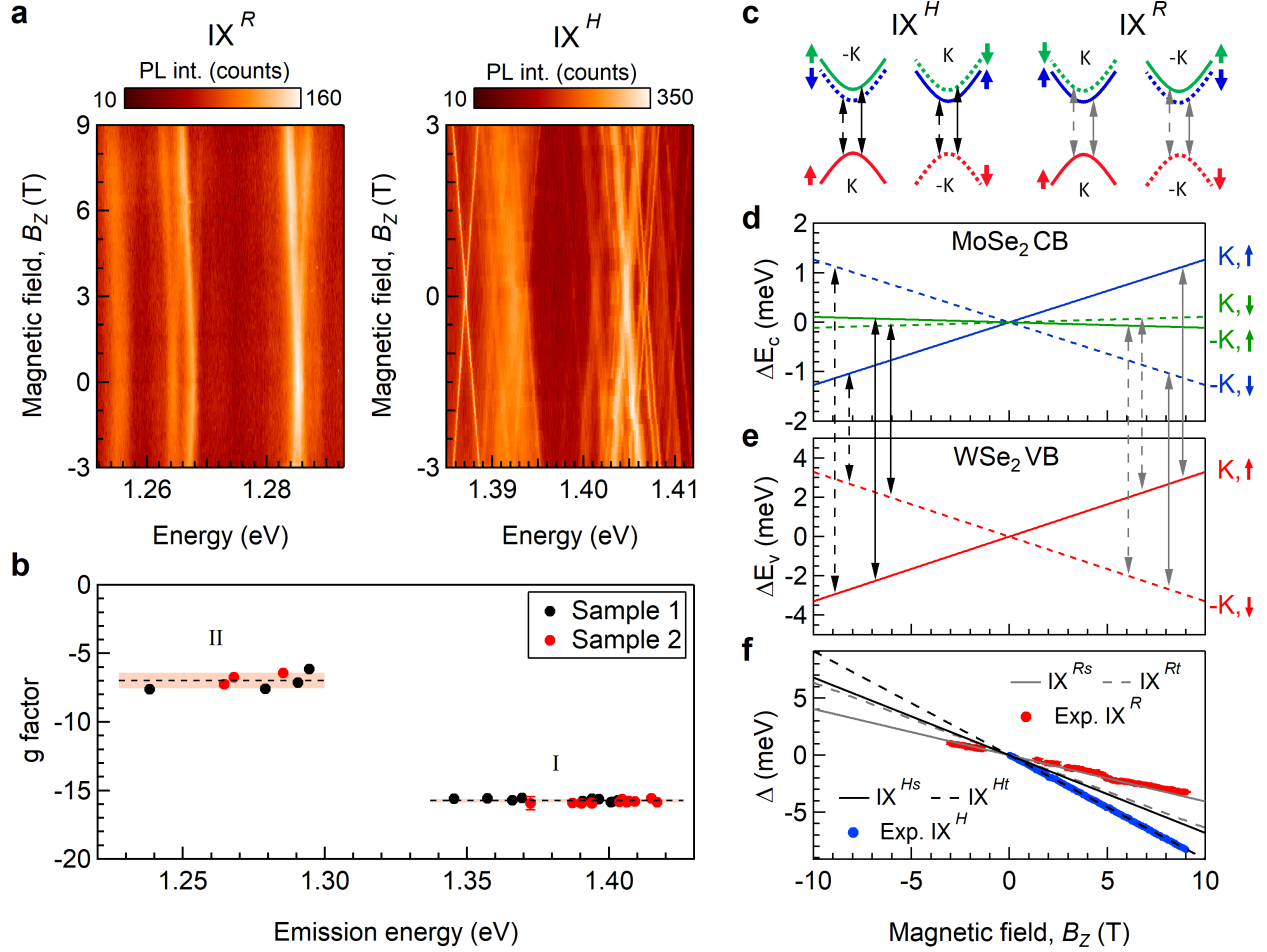 a
IX R
PL int. (counts)
10 160
9
6
3
0
-3
Magnetic field, BZ (T)
1.26 1.28
Energy (eV)
IX H
PL int. (counts)
10 350
3
0
-3
Magnetic field, BZ (T)
1.39 1.40 1.41
Energy (eV)
b
0
-5
-10
-15
-20
g factor
II
I
Sample 1
Sample 2
1.25 1.30 1.35 1.40
Emission energy (eV)
c
IX H IX R
-K K K -K
K -K K -K
d
MoSe2 CB
2
1
0
-1
-2
ΔEc (meV)
K,
K,
-K,
-K,
e
WSe2 VB
4
2
0
-2
-4
ΔEv (meV)
K,
-K,
f
5
0
-5
Δ (meV)
IX Rs IX Rt
Exp. IX R
IX Hs IX Ht
Exp. IX H
-10 -5 0 5 10
Magnetic field, BZ (T)